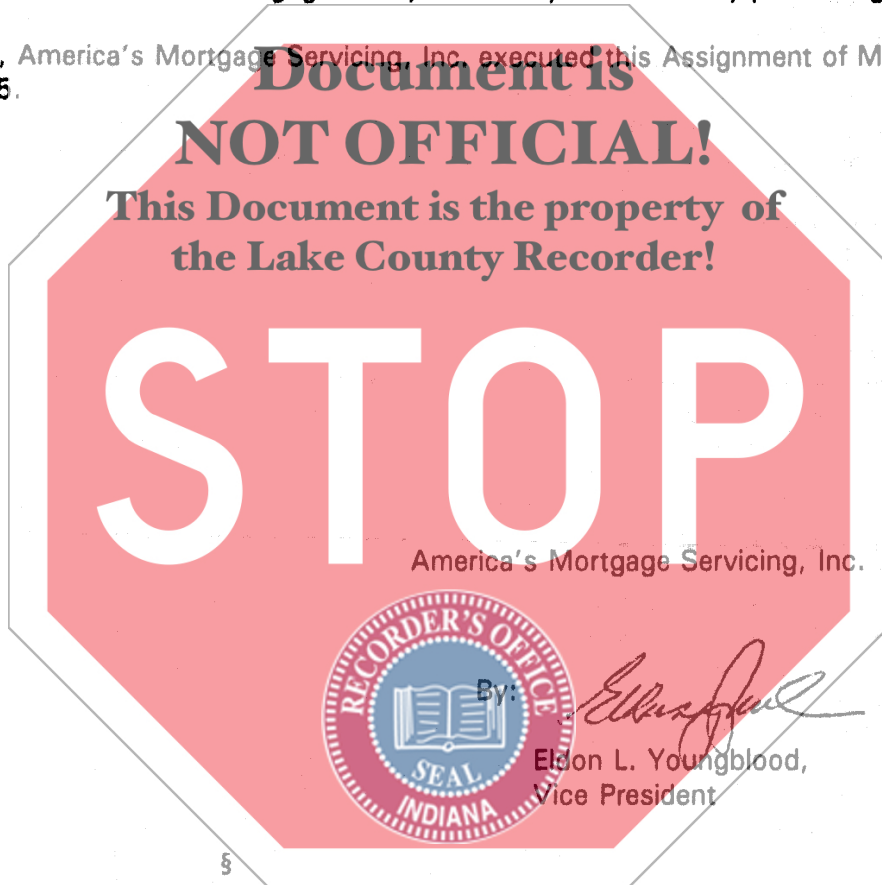 , America's Mortgage Servicing, Inc. executed this Assignment of M
5.
Document is
NOT OFFICIAL!
This Document is the property of
the Lake County Recorder!
STOP
America's Mortgage Servicing, Inc.
RECORDER'S OFFICE
SEAL
INDIANA
By:
Eldon L. Youngblood,
Vice President
§